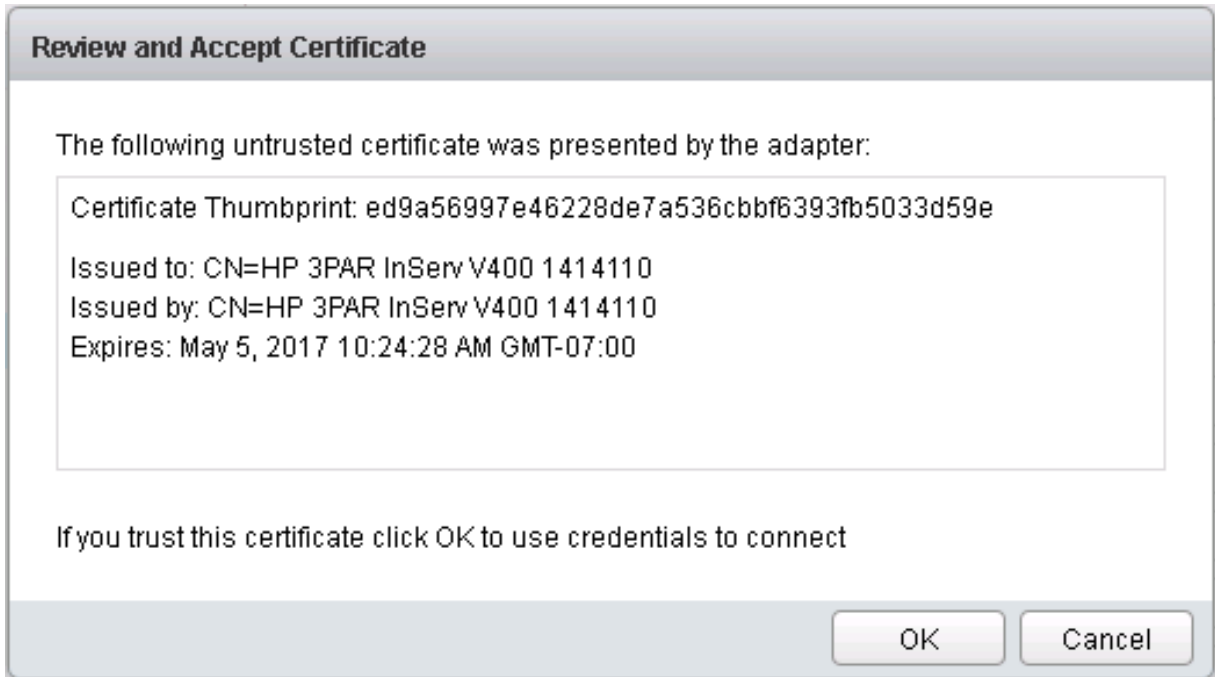 Review and Accept Certificate
The following untrusted certificate was presented by the adapter:
Certificate Thumbprint: ed9a56997e46228de7a536cbbf6393fb5033d59e
Issued to: CN=HP 3PAR InServ V400 1414110
Issued by: CN=HP 3PAR InServ V400 1414110
Expires: May 5, 2017 10:24:28 AM GMT-07:00
If you trust this certificate click OK to use credentials to connect
OK Cancel